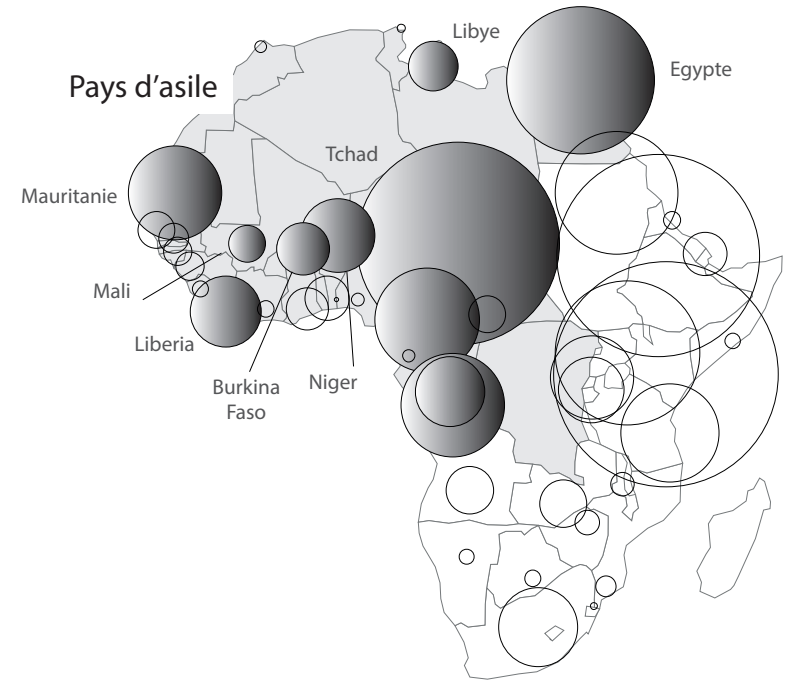 Libye
Egypte
Pays d'asile
Tchad
Mauritanie
Mali
Liberia
Burkina
Faso
Niger